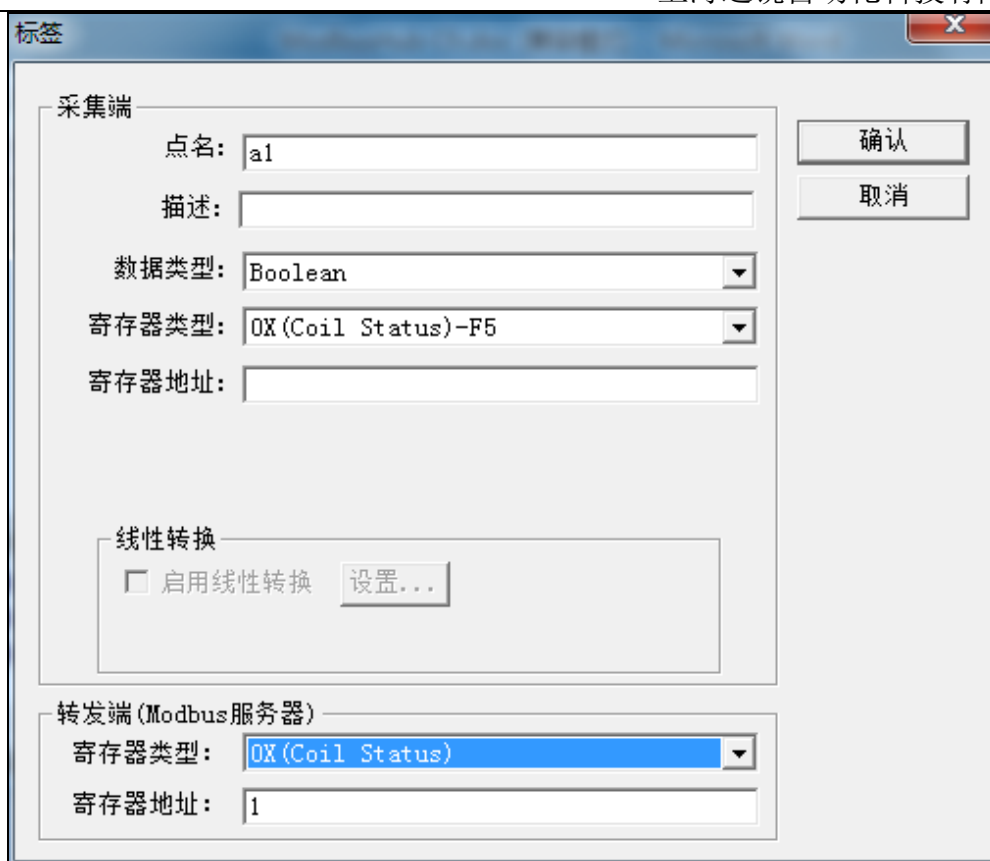 标签
采集端
点名: a1
确认
描述:
取消
数据类型: Boolean
寄存器类型: 0X(Coil Status)-F5
寄存器地址:
线性转换
启用线性转换 设置...
转发端(Modbus服务器)
寄存器类型: 0X(Coil Status)
寄存器地址: 1